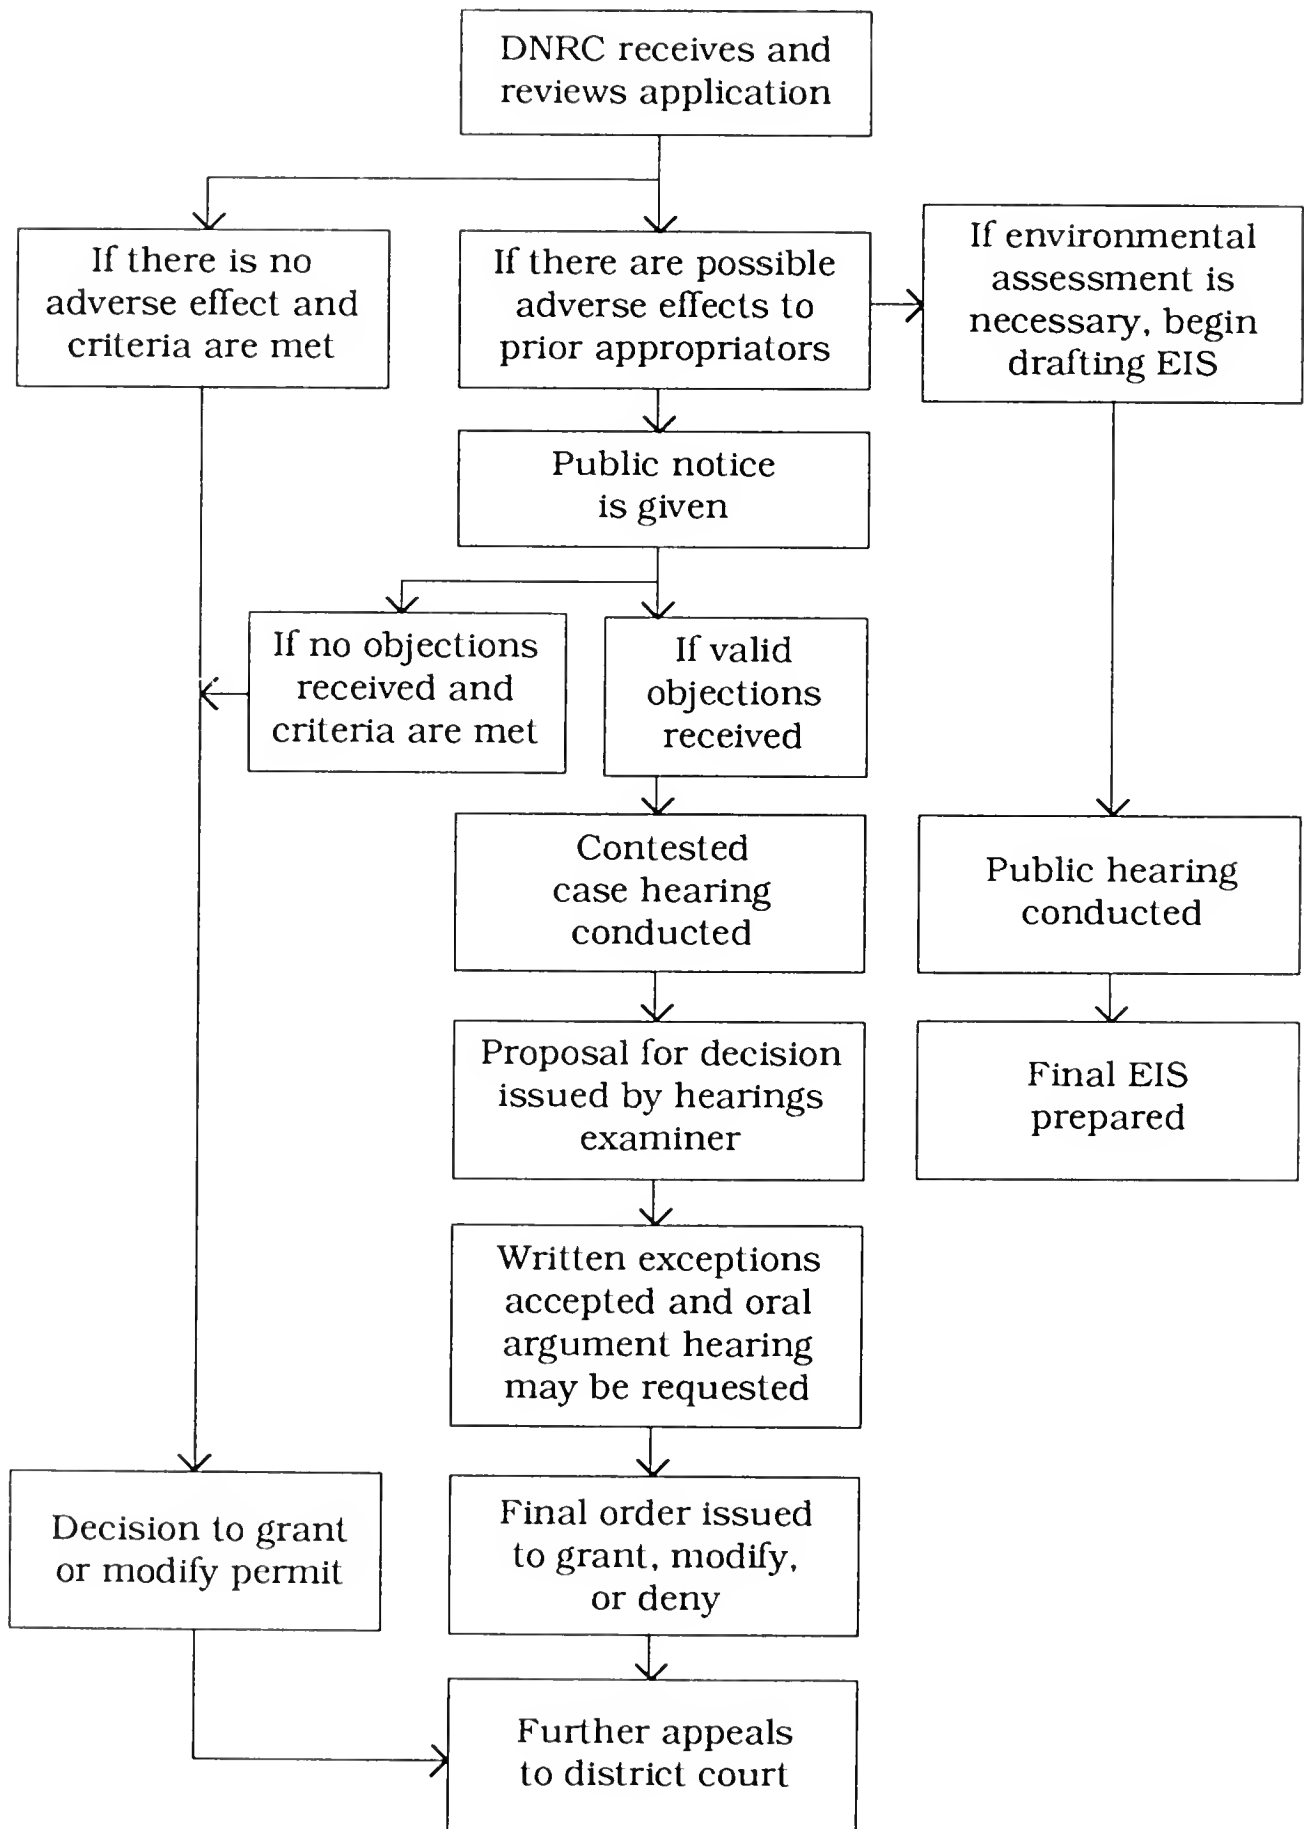 DNRC receives and
reviews application
If there is no
adverse effect and
criteria are met
If there are possible
adverse effects to
prior appropriators
If environmental
assessment is
necessary, begin
drafting EIS
Public notice
is given
If no objections
received and
criteria are met
If valid
objections
received
Contested
case hearing
conducted
Public hearing
conducted
Proposal for decision
issued by hearings
examiner
Final EIS
prepared
Written exceptions
accepted and oral
argument hearing
may be requested
Decision to grant
or modify permit
Final order issued
to grant, modify,
or deny
Further appeals
to district court